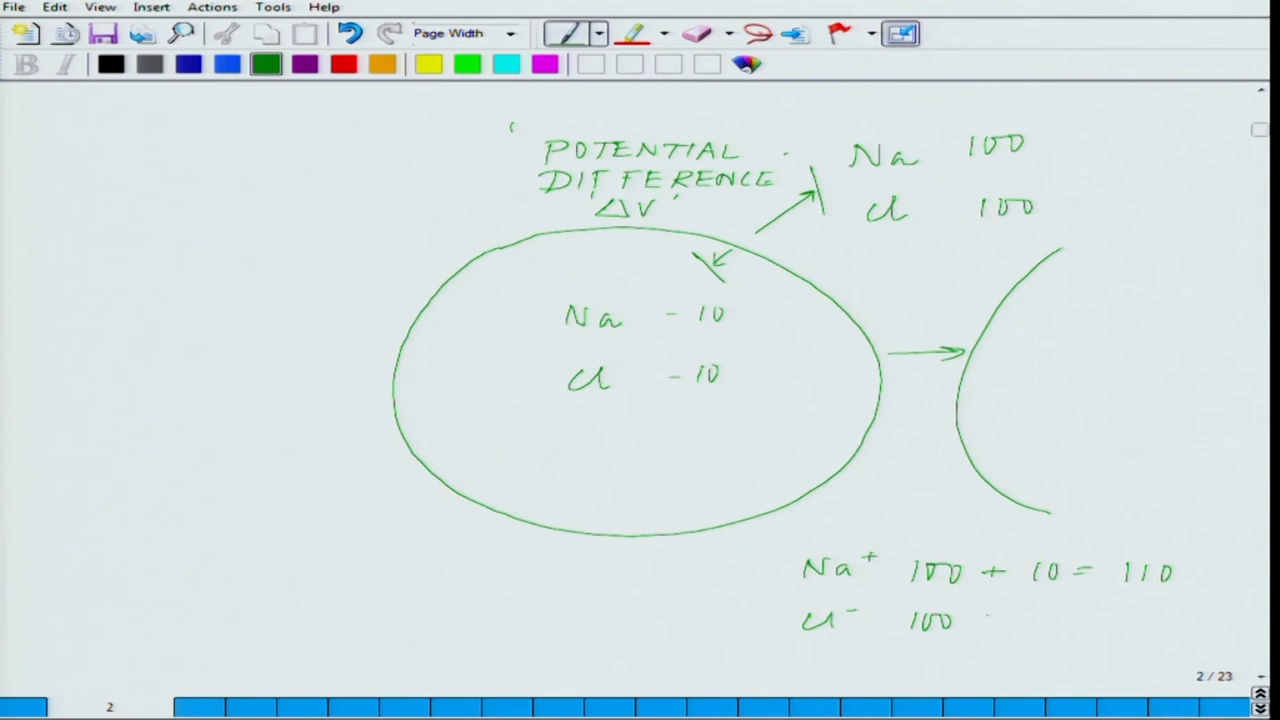 File Edit View Insert Actions Tools Help
Page Width
B I
POTENTIAL
DIFFERENCE
ΔV
Na 100
Cl 100
Na - 10
Cl - 10
Na+ 100 + 10 = 110
Cl- 100
2 / 23
2